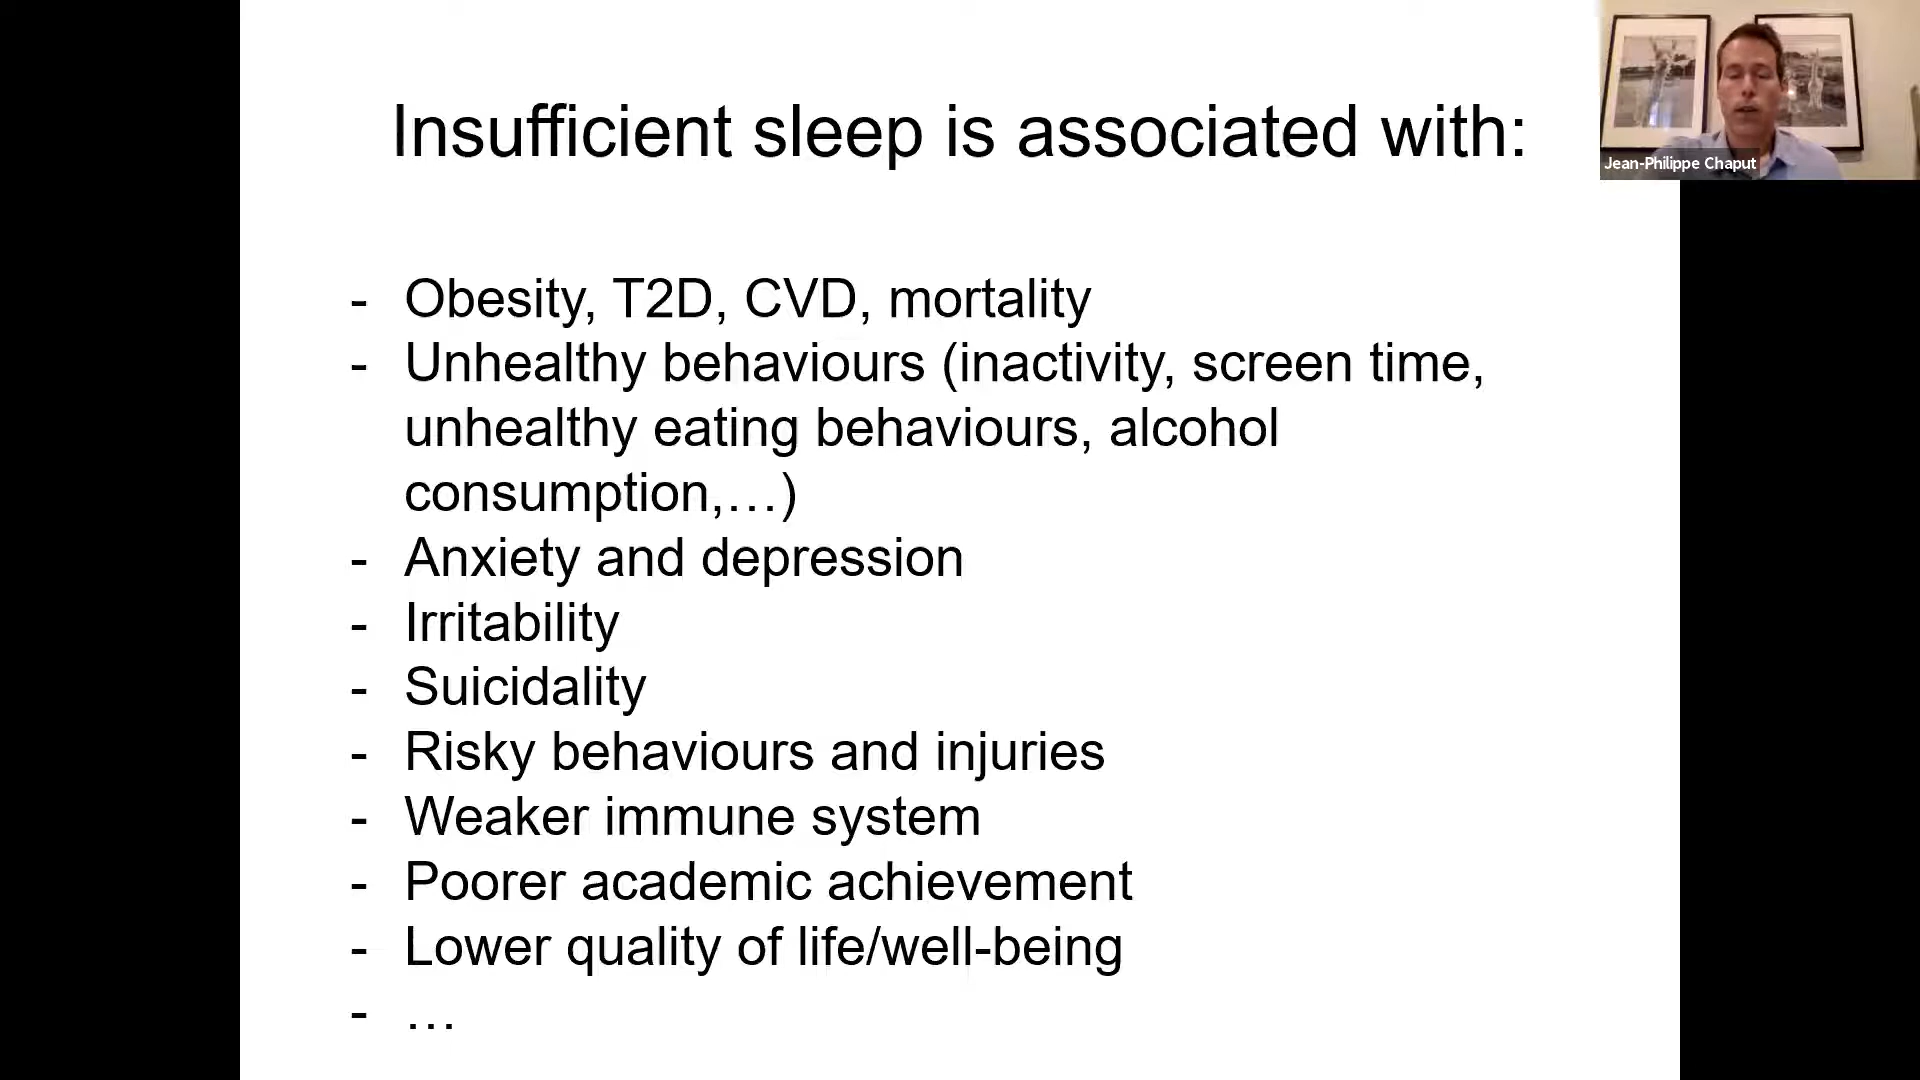 Insufficient sleep is associated with:
Jean-Philippe Chaput
- Obesity, T2D, CVD, mortality
- Unhealthy behaviours (inactivity, screen time,
unhealthy eating behaviours, alcohol
consumption,…)
- Anxiety and depression
- Irritability
- Suicidality
- Risky behaviours and injuries
- Weaker immune system
- Poorer academic achievement
- Lower quality of life/well-being
- …